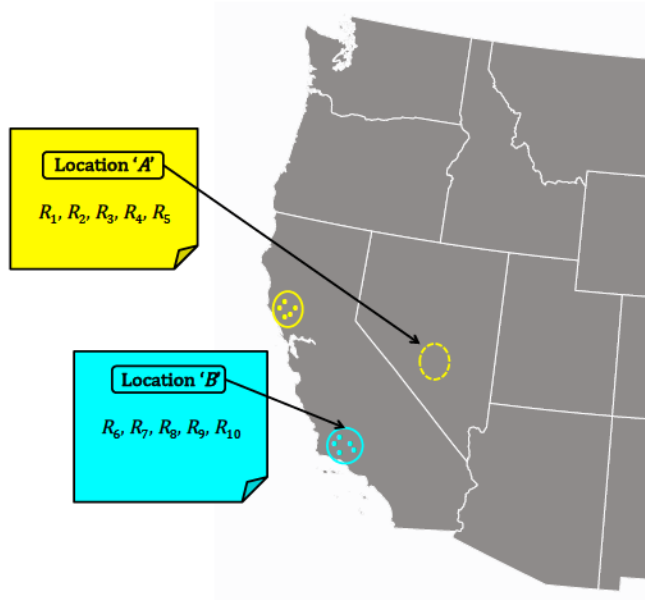 Location ‘A’
R₁, R₂, R₃, R₄, R₅
Location ‘B’
R₆, R₇, R₈, R₉, R₁₀